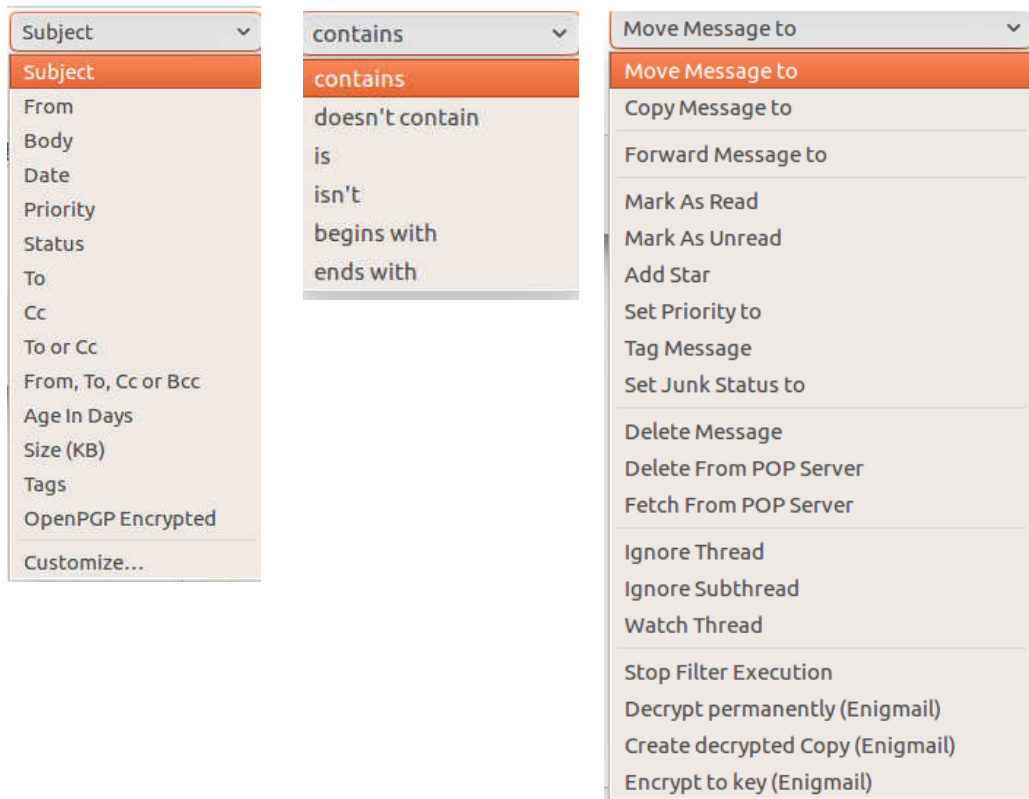 Subject
Subject
From
Body
Date
Priority
Status
To
Cc
To or Cc
From, To, Cc or Bcc
Age In Days
Size (KB)
Tags
OpenPGP Encrypted
Customize…
contains
contains
doesn't contain
is
isn't
begins with
ends with
Move Message to
Move Message to
Copy Message to
Forward Message to
Mark As Read
Mark As Unread
Add Star
Set Priority to
Tag Message
Set Junk Status to
Delete Message
Delete From POP Server
Fetch From POP Server
Ignore Thread
Ignore Subthread
Watch Thread
Stop Filter Execution
Decrypt permanently (Enigmail)
Create decrypted Copy (Enigmail)
Encrypt to key (Enigmail)